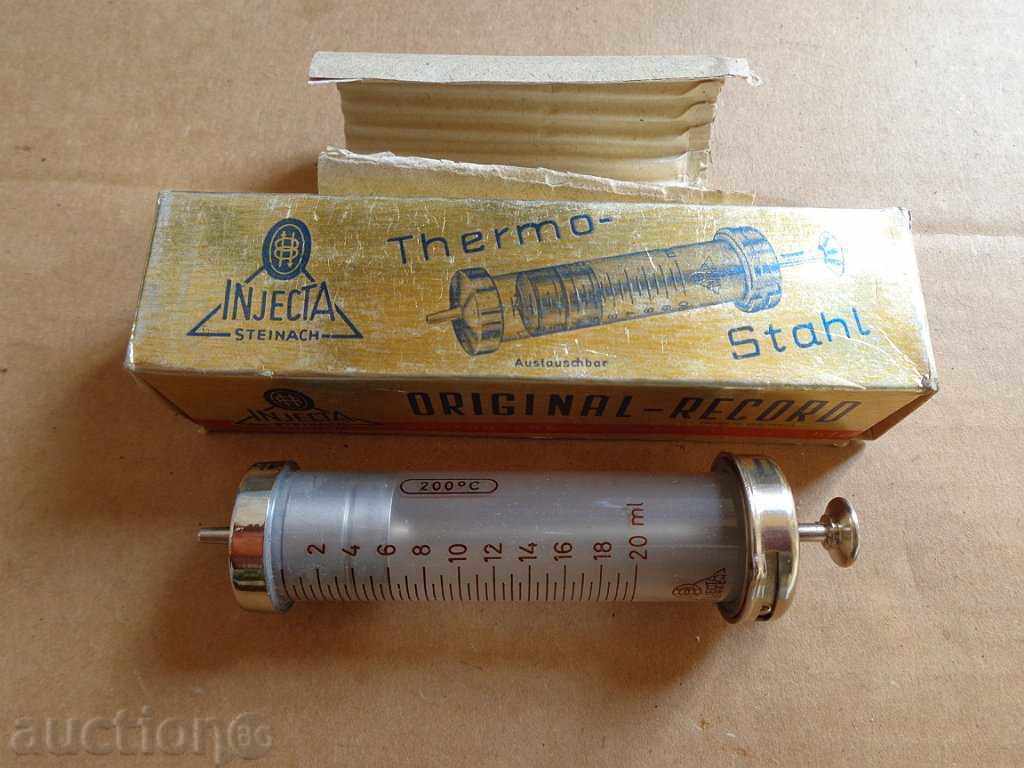 INJECTA
STEINACH
Thermo-
Stahl
Austauschbar
INJECTA
ORIGINAL-RECORD
200°C
2 4 6 8 10 12 14 16 18 20 ml
auction.BG